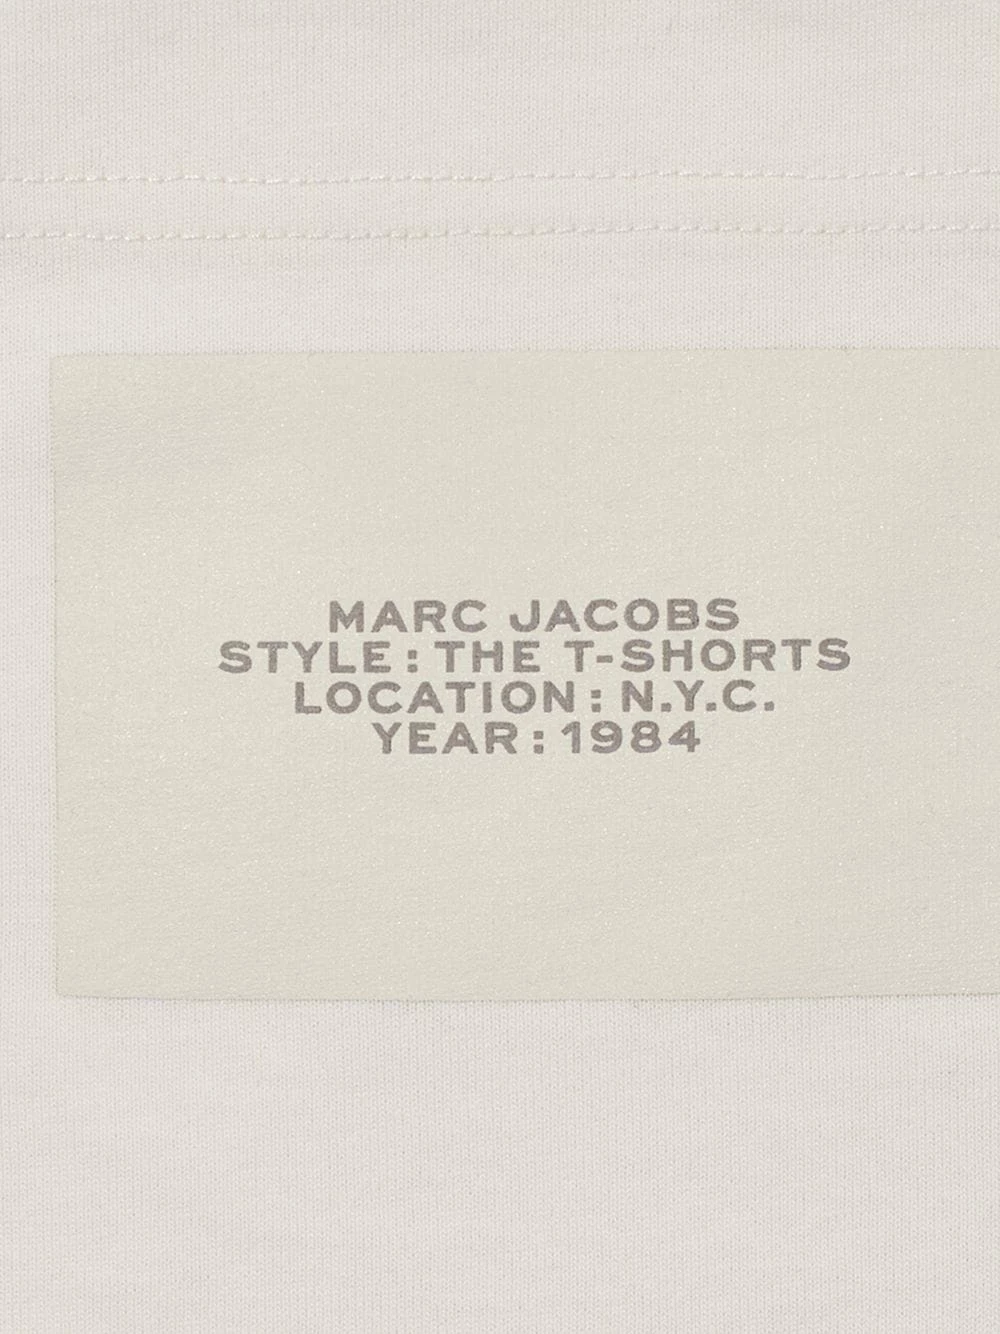 MARC JACOBS
STYLE : THE T-SHORTS
LOCATION : N.Y.C.
YEAR : 1984